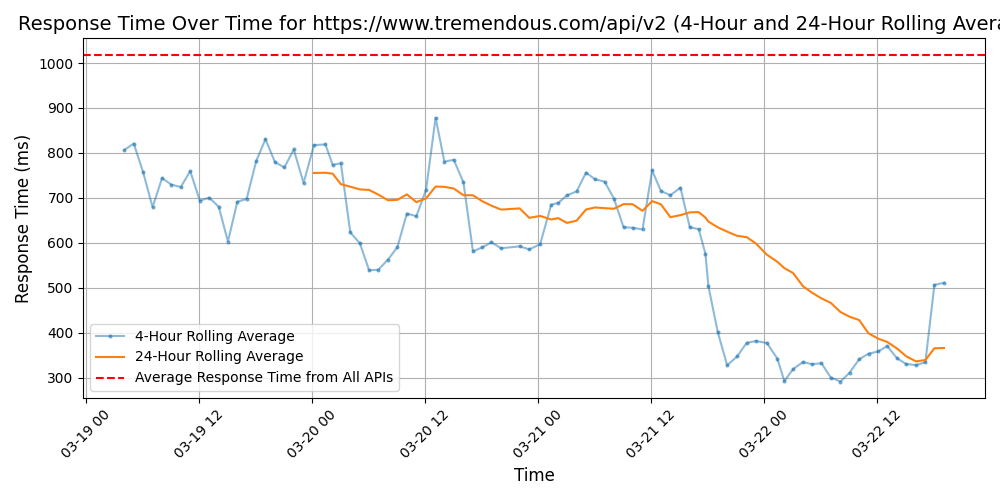 Response Time Over Time for https://www.tremendous.com/api/v2 (4-Hour and 24-Hour Rolling Avera
Response Time (ms)
1000
900
800
700
600
500
400
300
4-Hour Rolling Average
24-Hour Rolling Average
Average Response Time from All APIs
03-19 00
03-19 12
03-20 00
03-20 12
03-21 00
03-21 12
03-22 00
03-22 12
Time